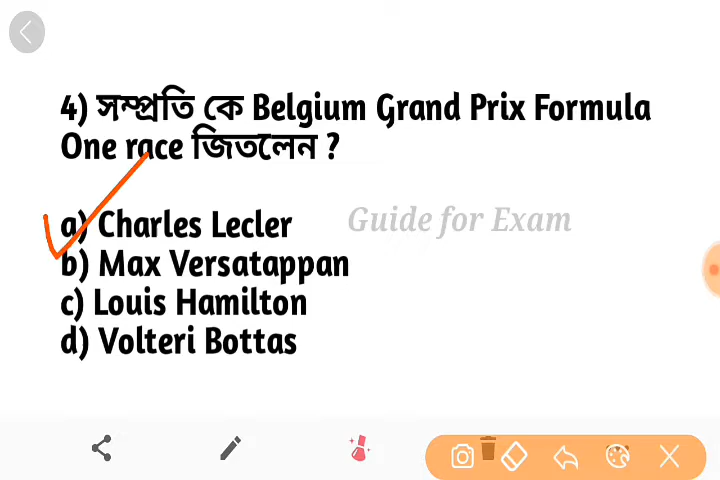 4) সম্প্রতি কে Belgium Grand Prix Formula
One race জিতলেন ?
a) Charles Lecler
Guide for Exam
b) Max Versatappan
c) Louis Hamilton
d) Volteri Bottas